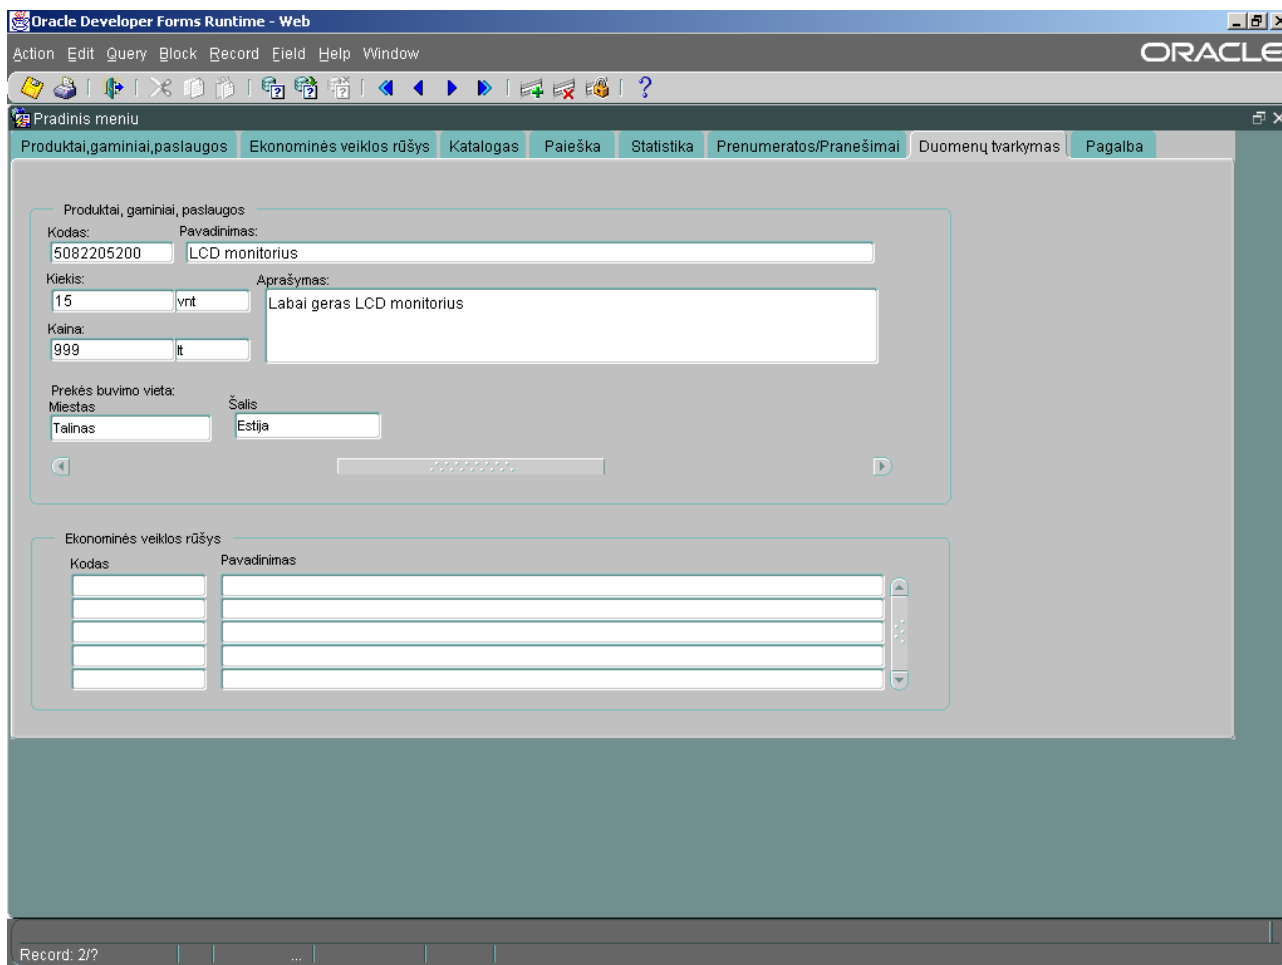 Oracle Developer Forms Runtime - Web
Action Edit Query Block Record Field Help Window
ORACLE
Pradinis meniu
Produktai,gaminiai,paslaugos Ekonominės veiklos rūšys Katalogas Paieška Statistika Prenumeratos/Pranešimai Duomenų tvarkymas Pagalba
Produktai, gaminiai, paslaugos
Kodas: Pavadinimas:
5082205200 LCD monitorius
Kiekis: Aprašymas:
15 vnt Labai geras LCD monitorius
Kaina:
999 lt
Prekės buvimo vieta:
Miestas Šalis
Talinas Estija
Ekonominės veiklos rūšys
Kodas Pavadinimas
Record: 2/? ...